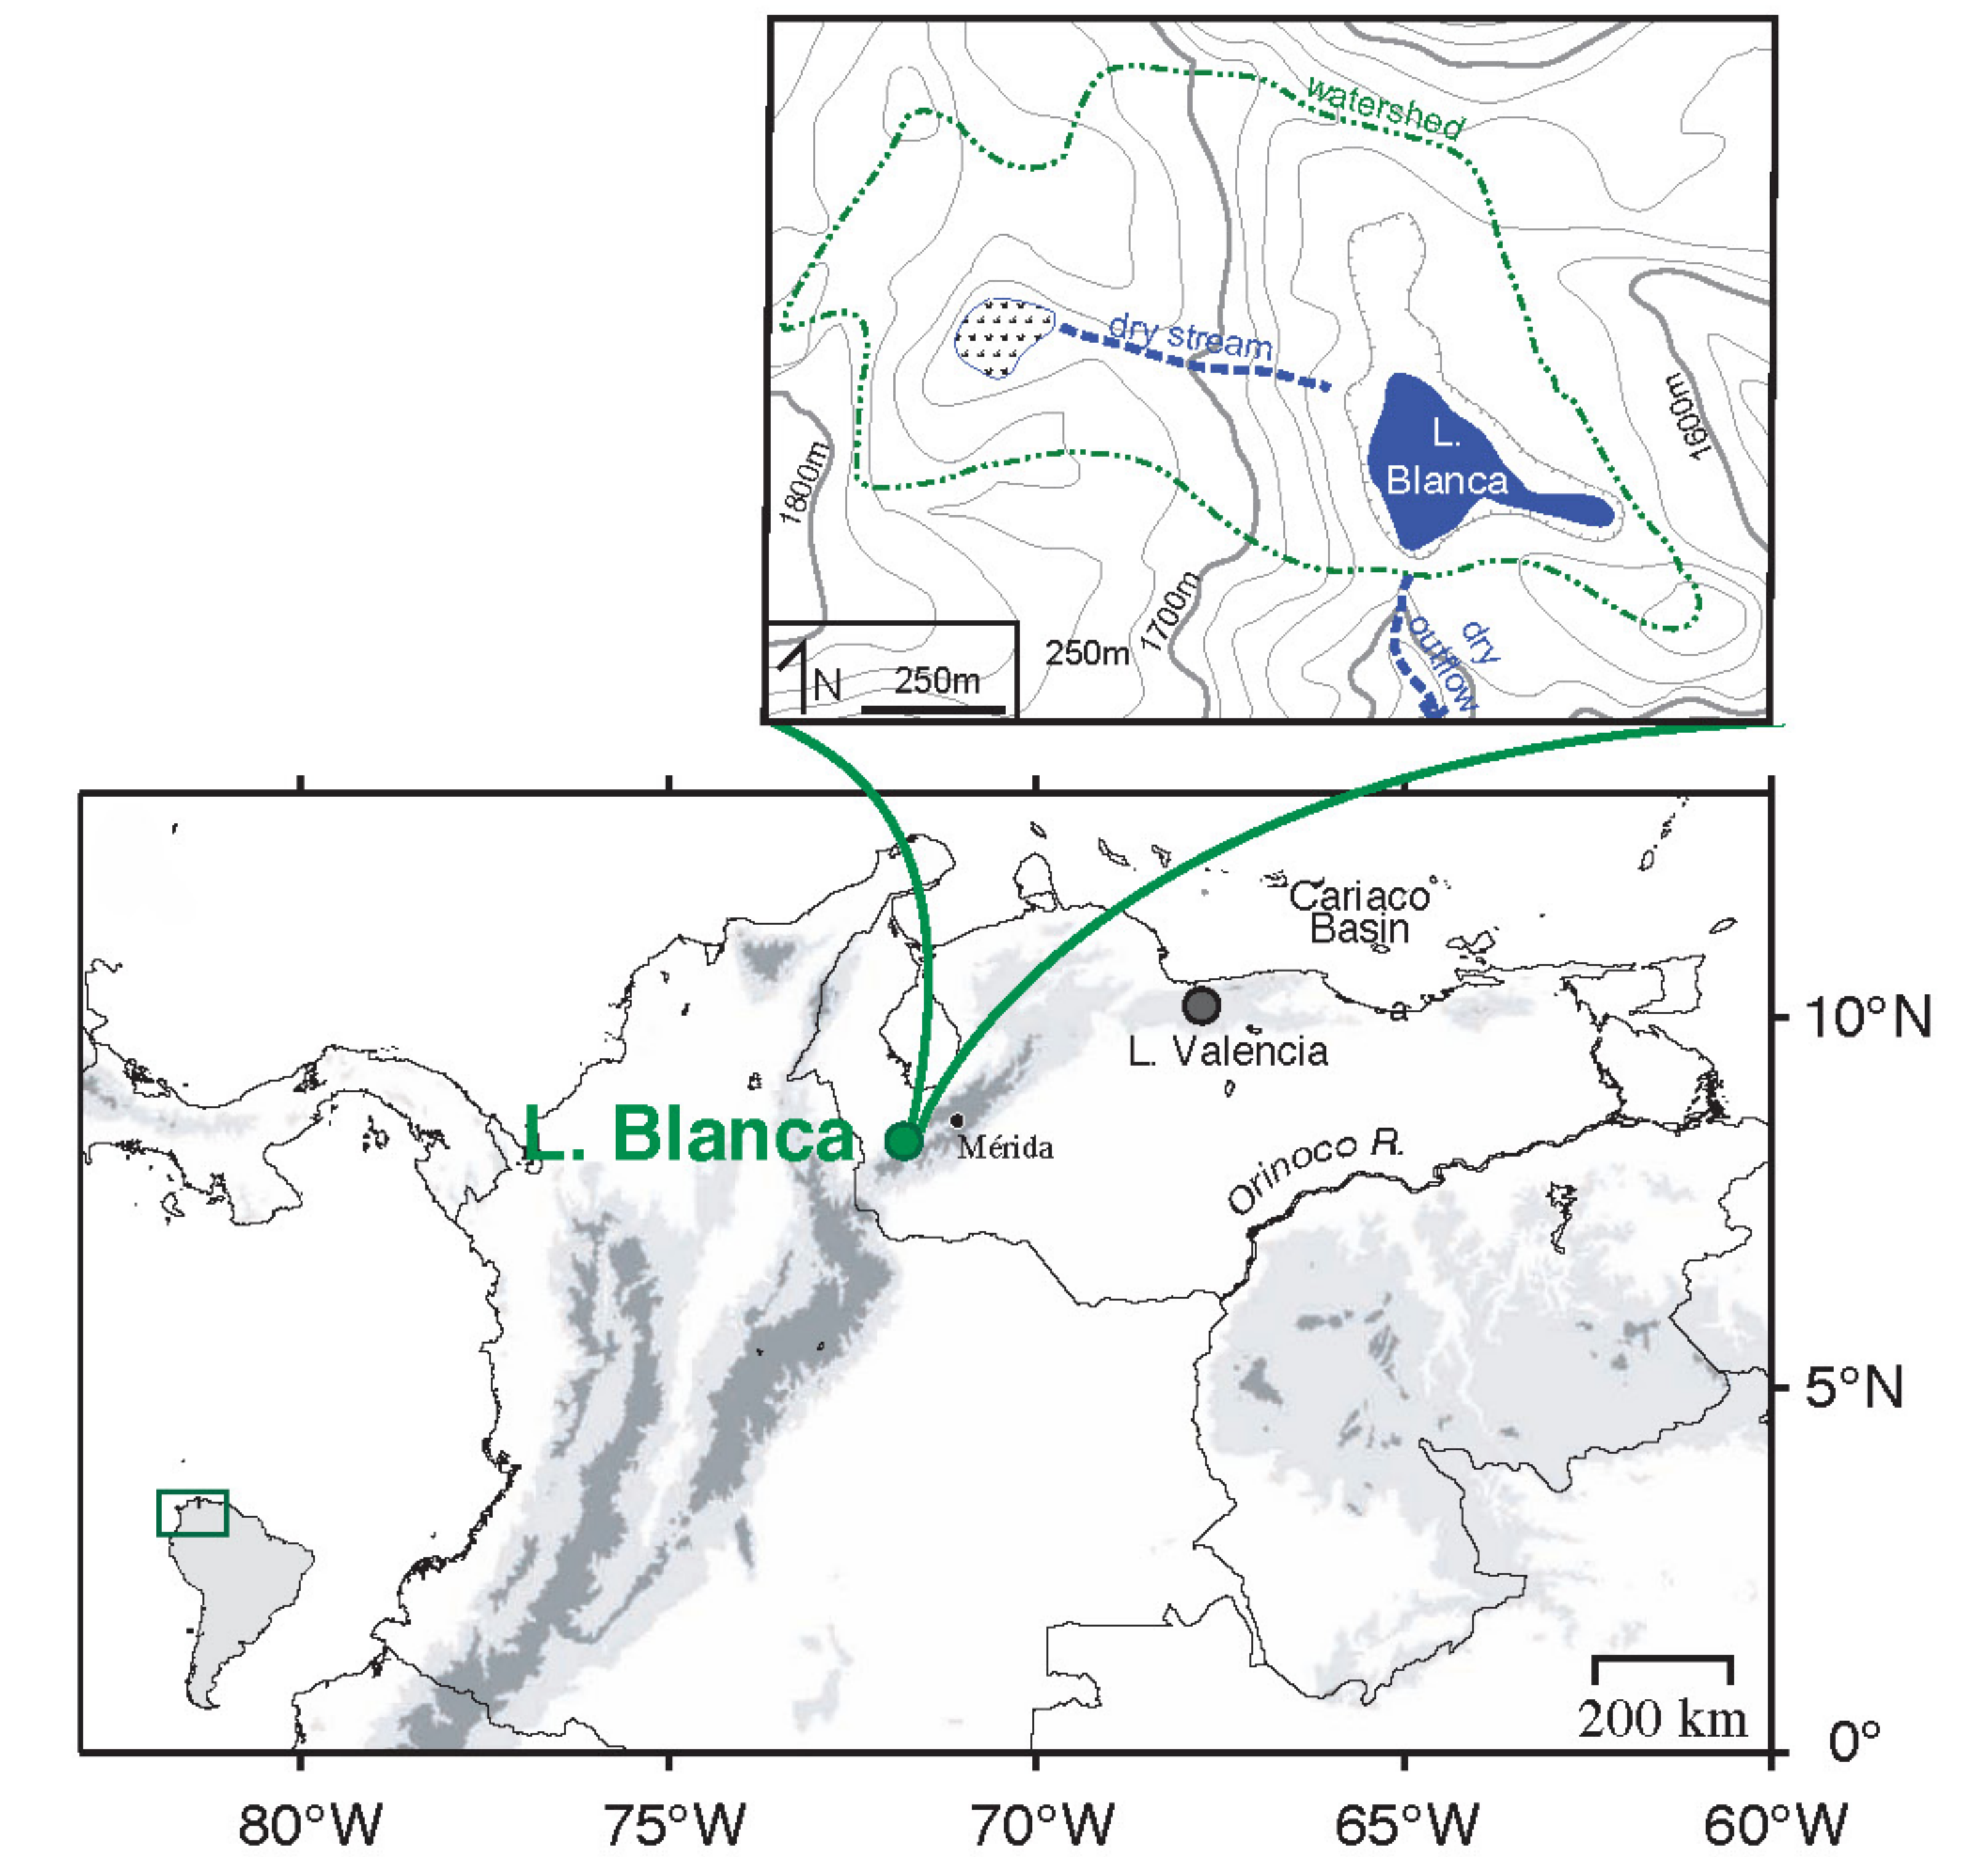 watershed
dry stream
L.
Blanca
1600m
1800m
1700m
250m
dry
outflow
N
250m
Cariaco
Basin
a
10°N
L. Valencia
L. Blanca
Mérida
Orinoco R.
5°N
200 km
0°
80°W
75°W
70°W
65°W
60°W